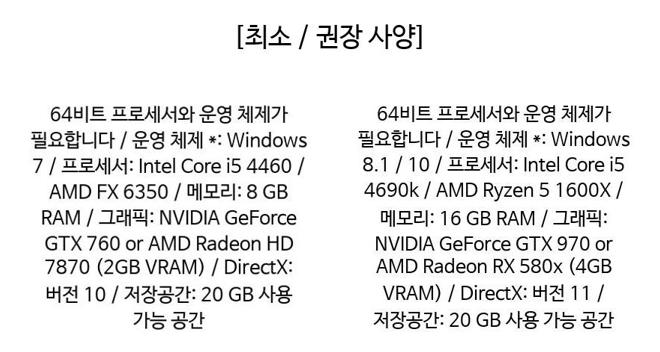 [최소 / 권장 사양]
64비트 프로세서와 운영 체제가
필요합니다 / 운영 체제 *: Windows
7 / 프로세서: Intel Core i5 4460 /
AMD FX 6350 / 메모리: 8 GB
RAM / 그래픽: NVIDIA GeForce
GTX 760 or AMD Radeon HD
7870 (2GB VRAM) / DirectX:
버전 10 / 저장공간: 20 GB 사용
가능 공간
64비트 프로세서와 운영 체제가
필요합니다 / 운영 체제 *: Windows
8.1 / 10 / 프로세서: Intel Core i5
4690k / AMD Ryzen 5 1600X /
메모리: 16 GB RAM / 그래픽:
NVIDIA GeForce GTX 970 or
AMD Radeon RX 580x (4GB
VRAM) / DirectX: 버전 11 /
저장공간: 20 GB 사용 가능 공간